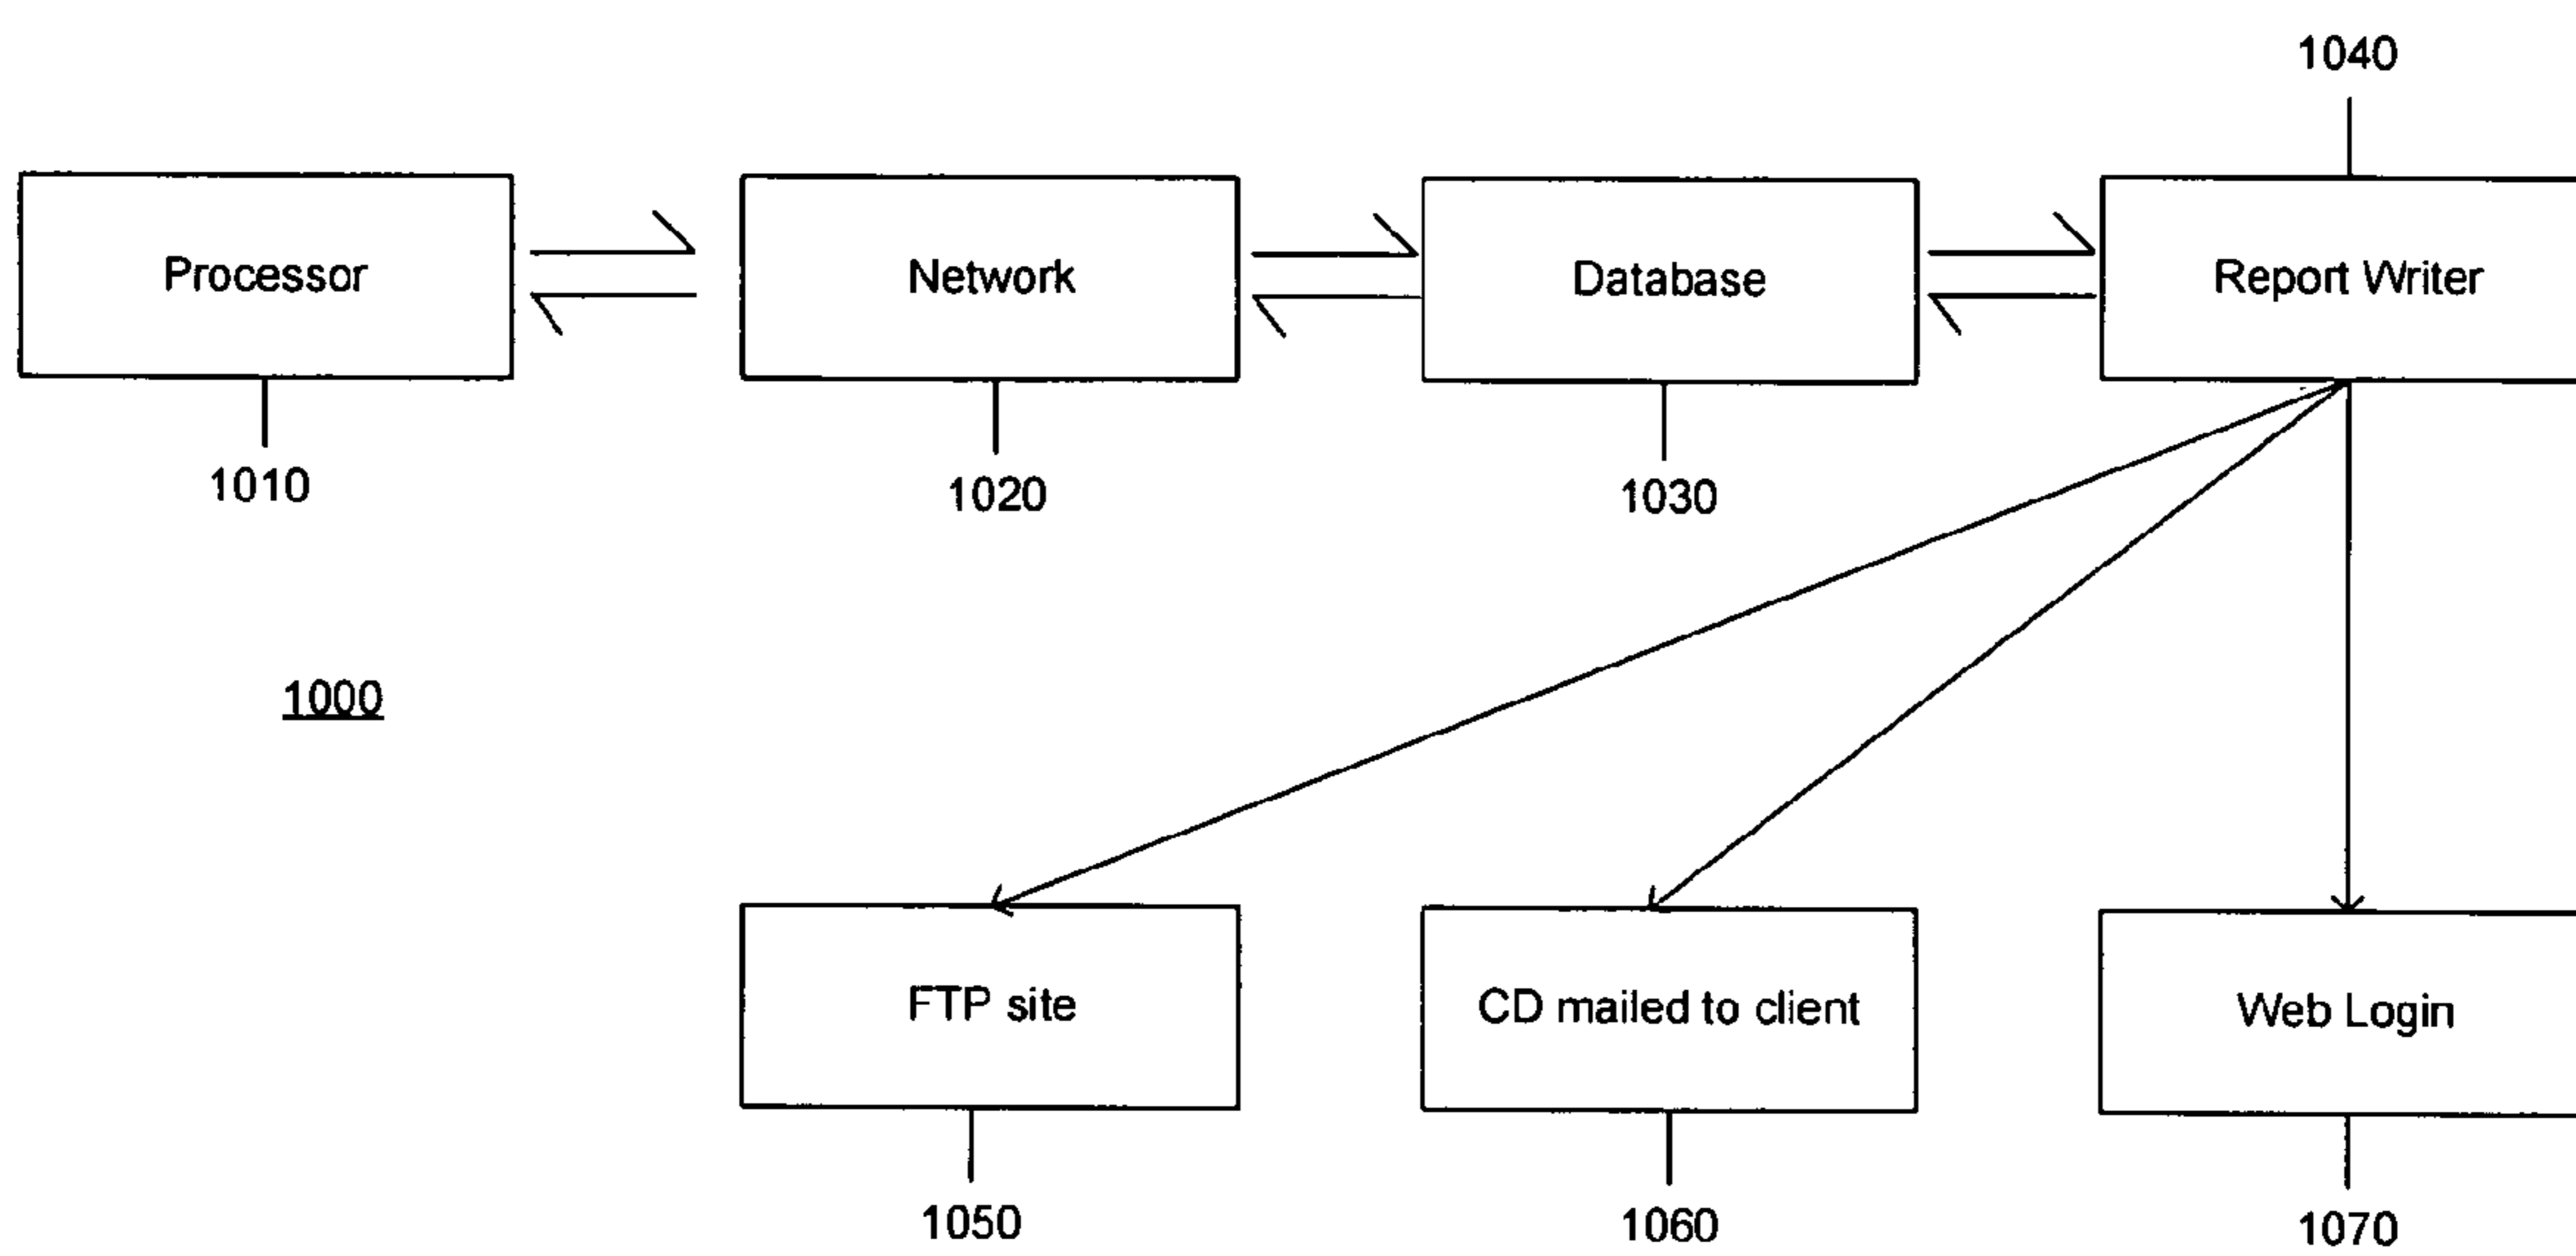 1040
Processor
Network
Database
Report Writer
1010
1020
1030
1000
FTP site
CD mailed to client
Web Login
1050
1060
1070